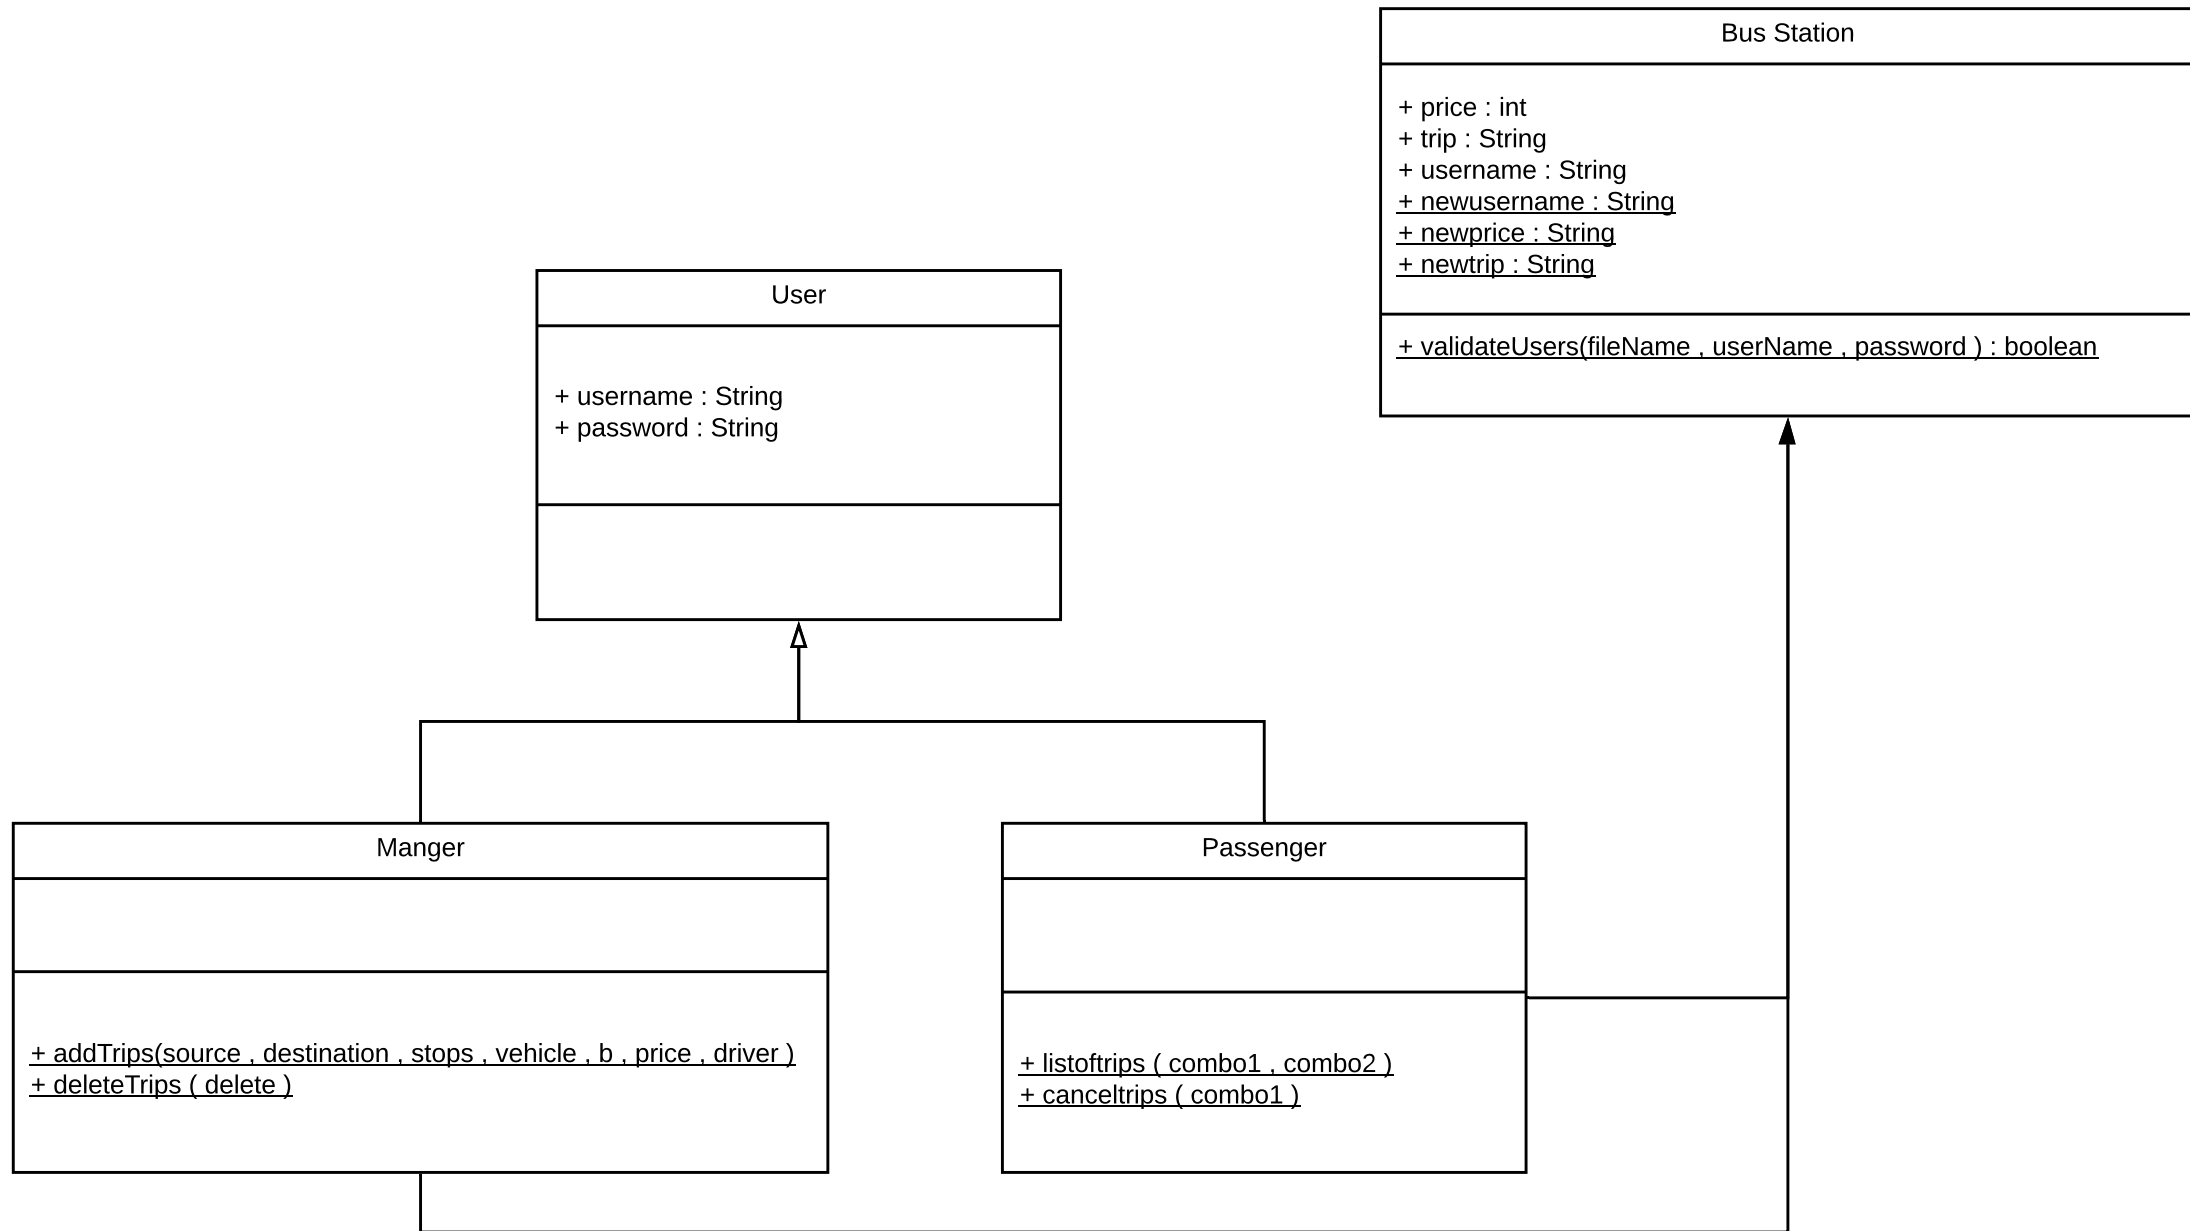 Bus Station
+ price : int
+ trip : String
+ username : String
+ newusername : String
+ newprice : String
+ newtrip : String
+ validateUsers(fileName , userName , password ) : boolean
User
+ username : String
+ password : String
Manger
+ addTrips(source , destination , stops , vehicle , b , price , driver )
+ deleteTrips ( delete )
Passenger
+ listoftrips ( combo1 , combo2 )
+ canceltrips ( combo1 )